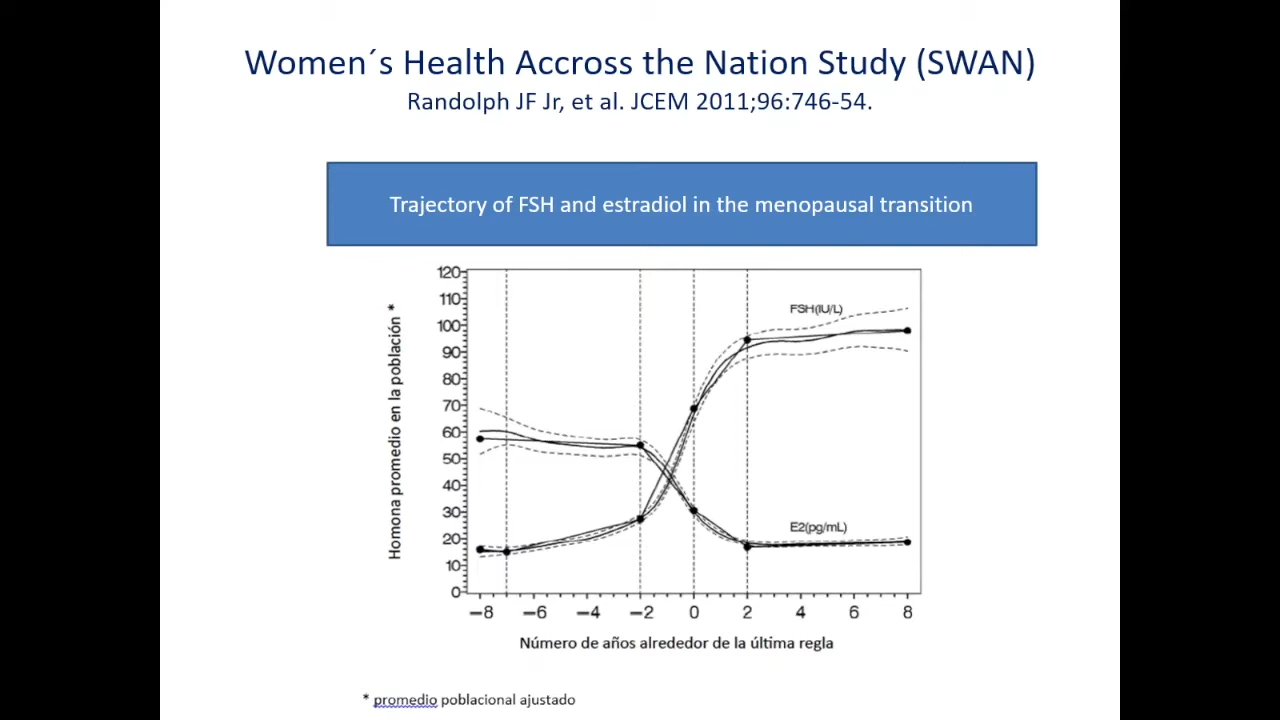 Women´s Health Accross the Nation Study (SWAN)
Randolph JF Jr, et al. JCEM 2011;96:746-54.
Trajectory of FSH and estradiol in the menopausal transition
Homona promedio en la población *
120
110
100
90
80
70
60
50
40
30
20
10
0
FSH(IU/L)
E2(pg/mL)
−8 −6 −4 −2 0 2 4 6 8
Número de años alrededor de la última regla
* promedio poblacional ajustado